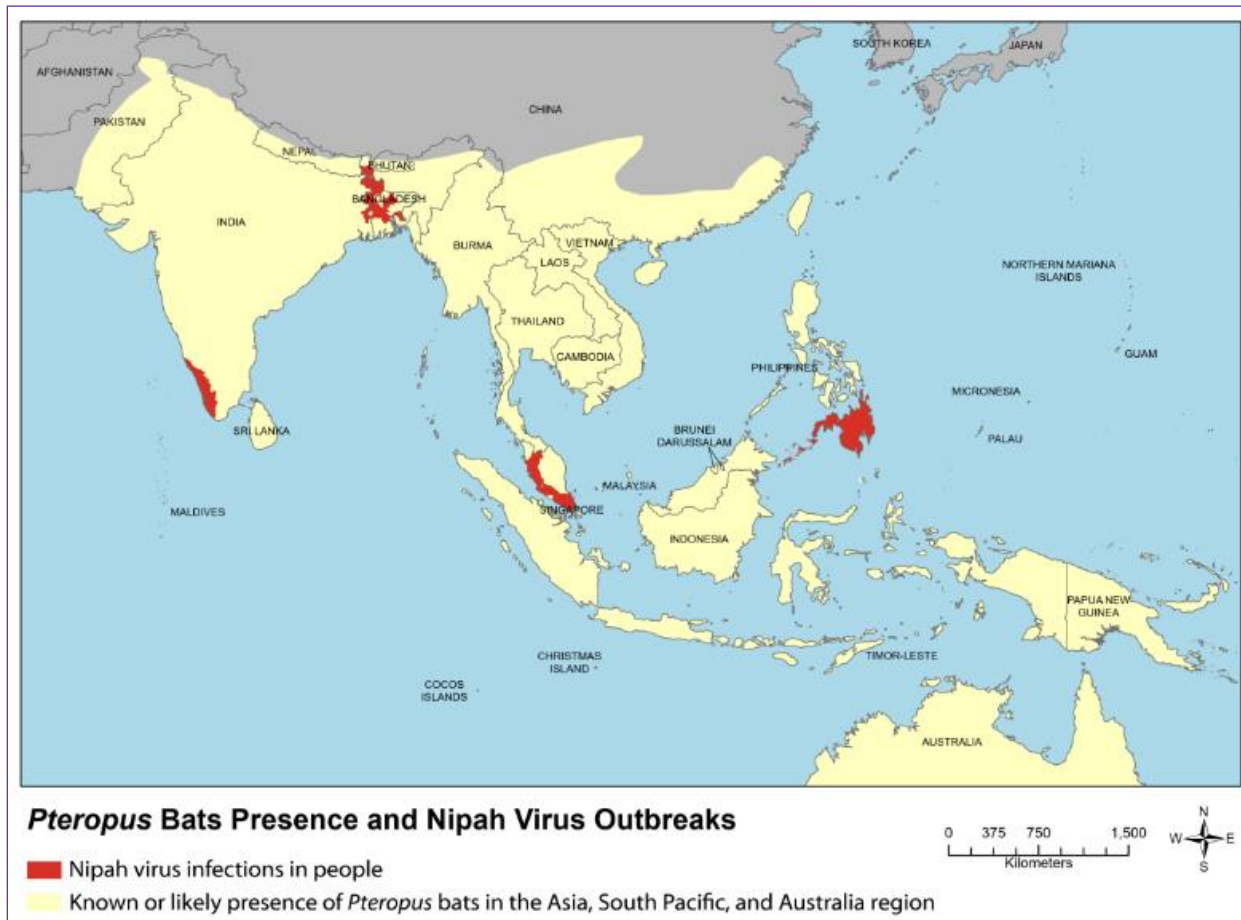 SOUTH KOREA
JAPAN
AFGHANISTAN
CHINA
PAKISTAN
NEPAL
BHUTAN
BANGLADESH
INDIA
BURMA
VIETNAM
LAOS
NORTHERN MARIANA
ISLANDS
THAILAND
CAMBODIA
GUAM
PHILIPPINES
MICRONESIA
SRI LANKA
BRUNEI
DARUSSALAM
PALAU
MALAYSIA
MALDIVES
SINGAPORE
INDONESIA
PAPUA NEW
GUINEA
CHRISTMAS
ISLAND
TIMOR-LESTE
COCOS
ISLANDS
AUSTRALIA
Pteropus Bats Presence and Nipah Virus Outbreaks
0 375 750 1,500
Kilometers
N
W E
S
Nipah virus infections in people
Known or likely presence of Pteropus bats in the Asia, South Pacific, and Australia region